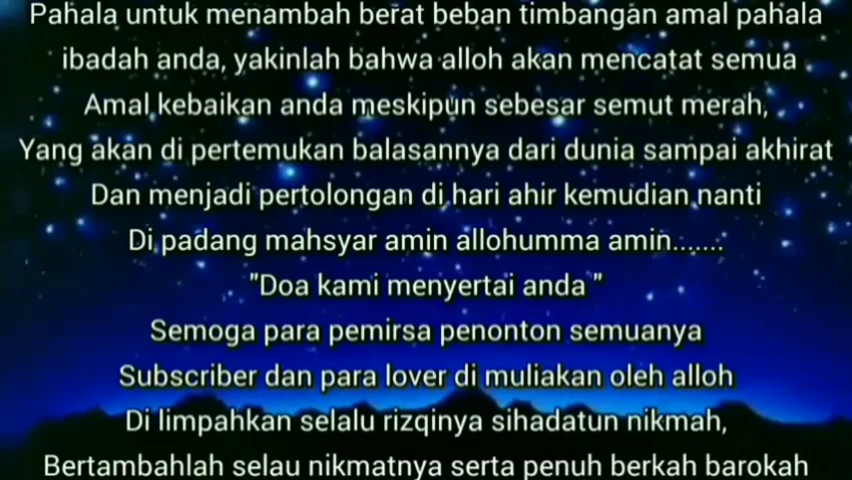 Pahala untuk menambah berat beban timbangan amal pahala
ibadah anda, yakinlah bahwa alloh akan mencatat semua
Amal kebaikan anda meskipun sebesar semut merah,
Yang akan di pertemukan balasannya dari dunia sampai akhirat
Dan menjadi pertolongan di hari ahir kemudian nanti
Di padang mahsyar amin allohumma amin.......
"Doa kami menyertai anda "
Semoga para pemirsa penonton semuanya
Subscriber dan para lover di muliakan oleh alloh
Di limpahkan selalu rizqinya sihadatun nikmah,
Bertambahlah selau nikmatnya serta penuh berkah barokah